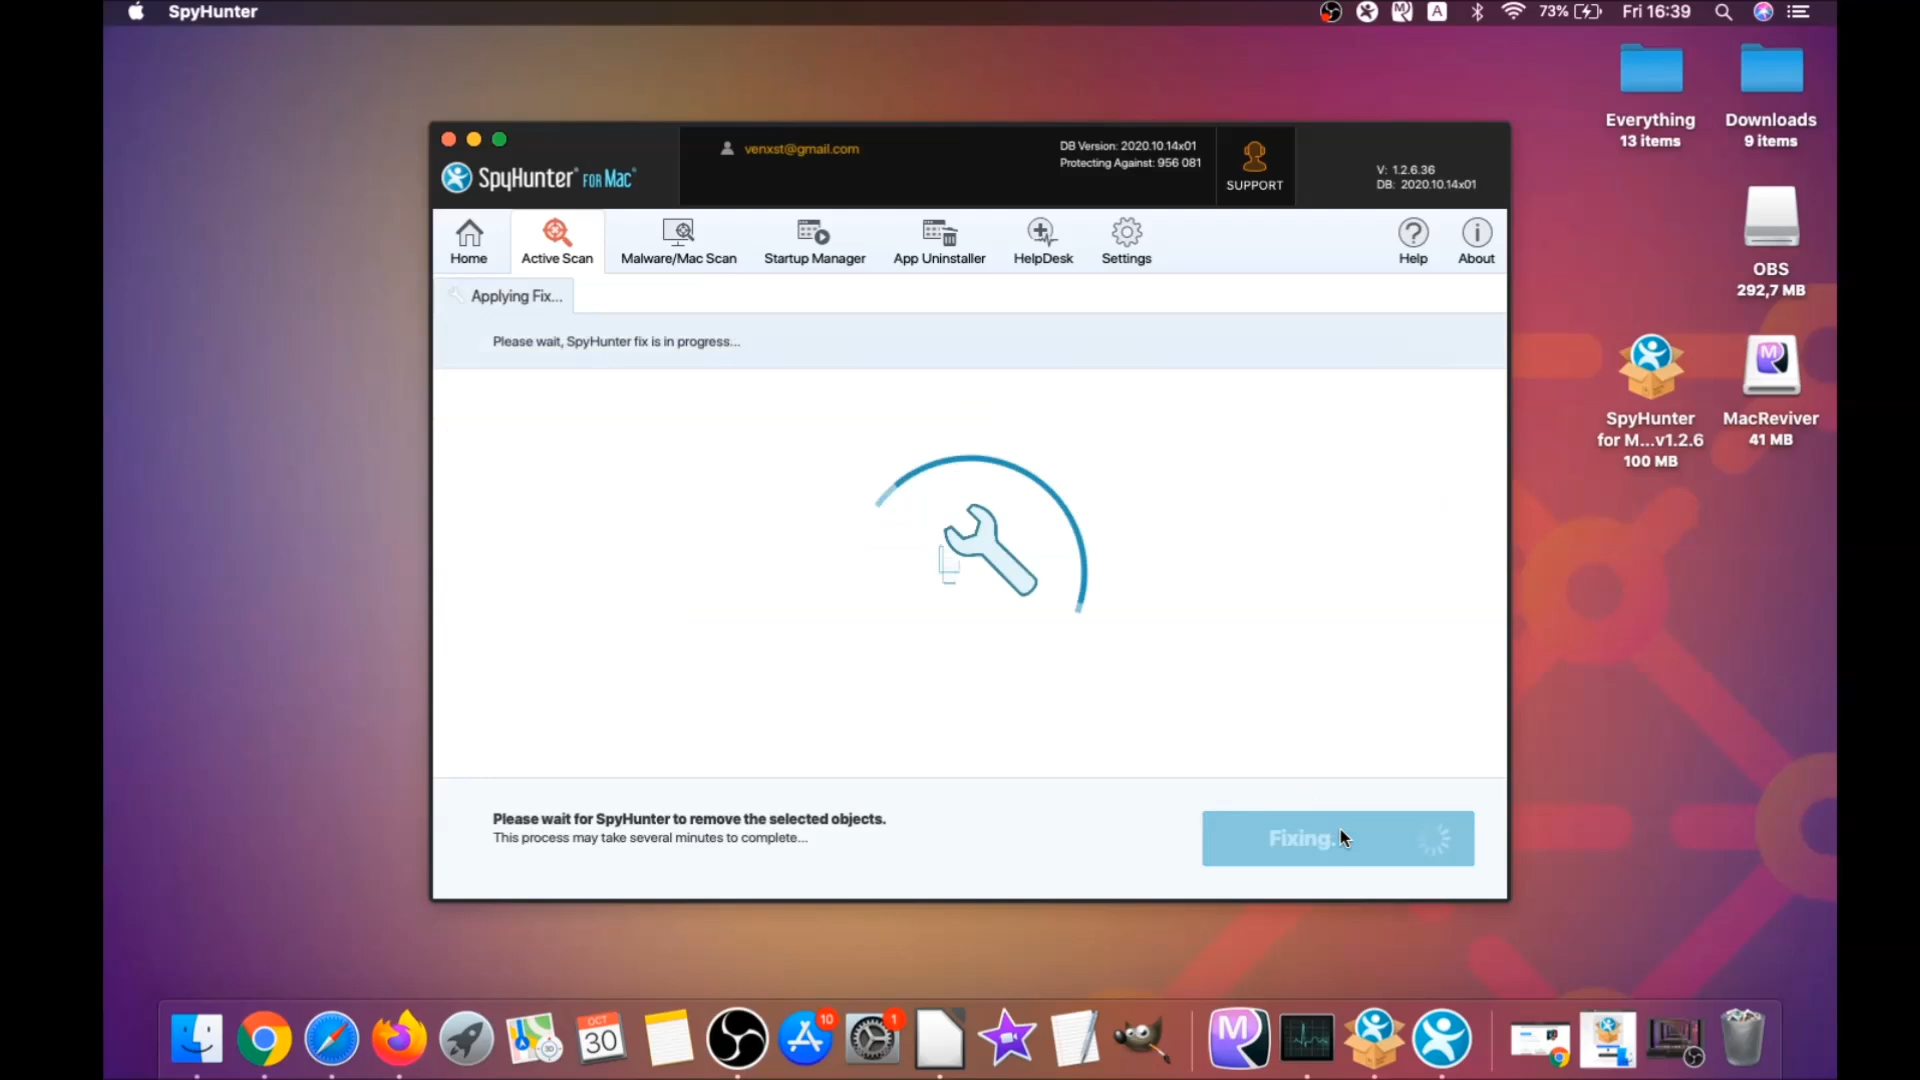 SpyHunter
A
73%
Fri 16:39
Everything
13 items
Downloads
9 items
OBS
292,7 MB
SpyHunter
for M...v1.2.6
100 MB
MacReviver
41 MB
SpyHunter® FOR Mac®
venxst@gmail.com
DB Version: 2020.10.14x01
Protecting Against: 956 081
SUPPORT
V: 1.2.6.36
DB: 2020.10.14x01
Home
Active Scan
Malware/Mac Scan
Startup Manager
App Uninstaller
HelpDesk
Settings
Help
About
Applying Fix...
Please wait, SpyHunter fix is in progress...
Please wait for SpyHunter to remove the selected objects.
This process may take several minutes to complete...
Fixing.
OCT
30
10
1